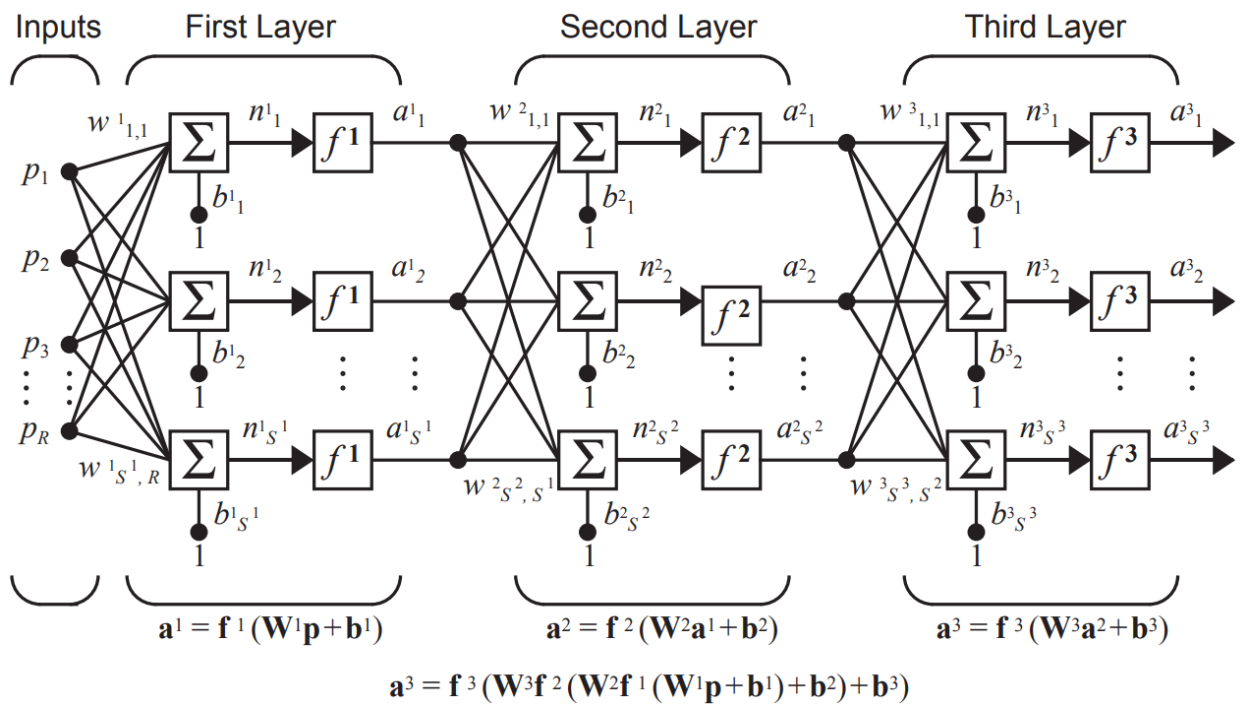 Inputs First Layer Second Layer Third Layer
w¹₁,₁ n¹₁ a¹₁ w²₁,₁ n²₁ a²₁ w³₁,₁ n³₁ a³₁
Σ f¹ Σ f² Σ f³
p₁
b¹₁ b²₁ b³₁
1 1 1
p₂ n¹₂ a¹₂ n²₂ a²₂ n³₂ a³₂
Σ f¹ Σ f² Σ f³
p₃ b¹₂ b²₂ b³₂
⋮ ⋮ ⋮ ⋮ ⋮ ⋮ ⋮ ⋮
1 1 1
p_R n¹_S¹ a¹_S¹ n²_S² a²_S² n³_S³ a³_S³
Σ f¹ Σ f² Σ f³
w¹_S¹,R w²_S²,S¹ w³_S³,S²
b¹_S¹ b²_S² b³_S³
1 1 1
a¹ = f¹(W¹p+b¹) a² = f²(W²a¹+b²) a³ = f³(W³a²+b³)
a³ = f³(W³f²(W²f¹(W¹p+b¹)+b²)+b³)